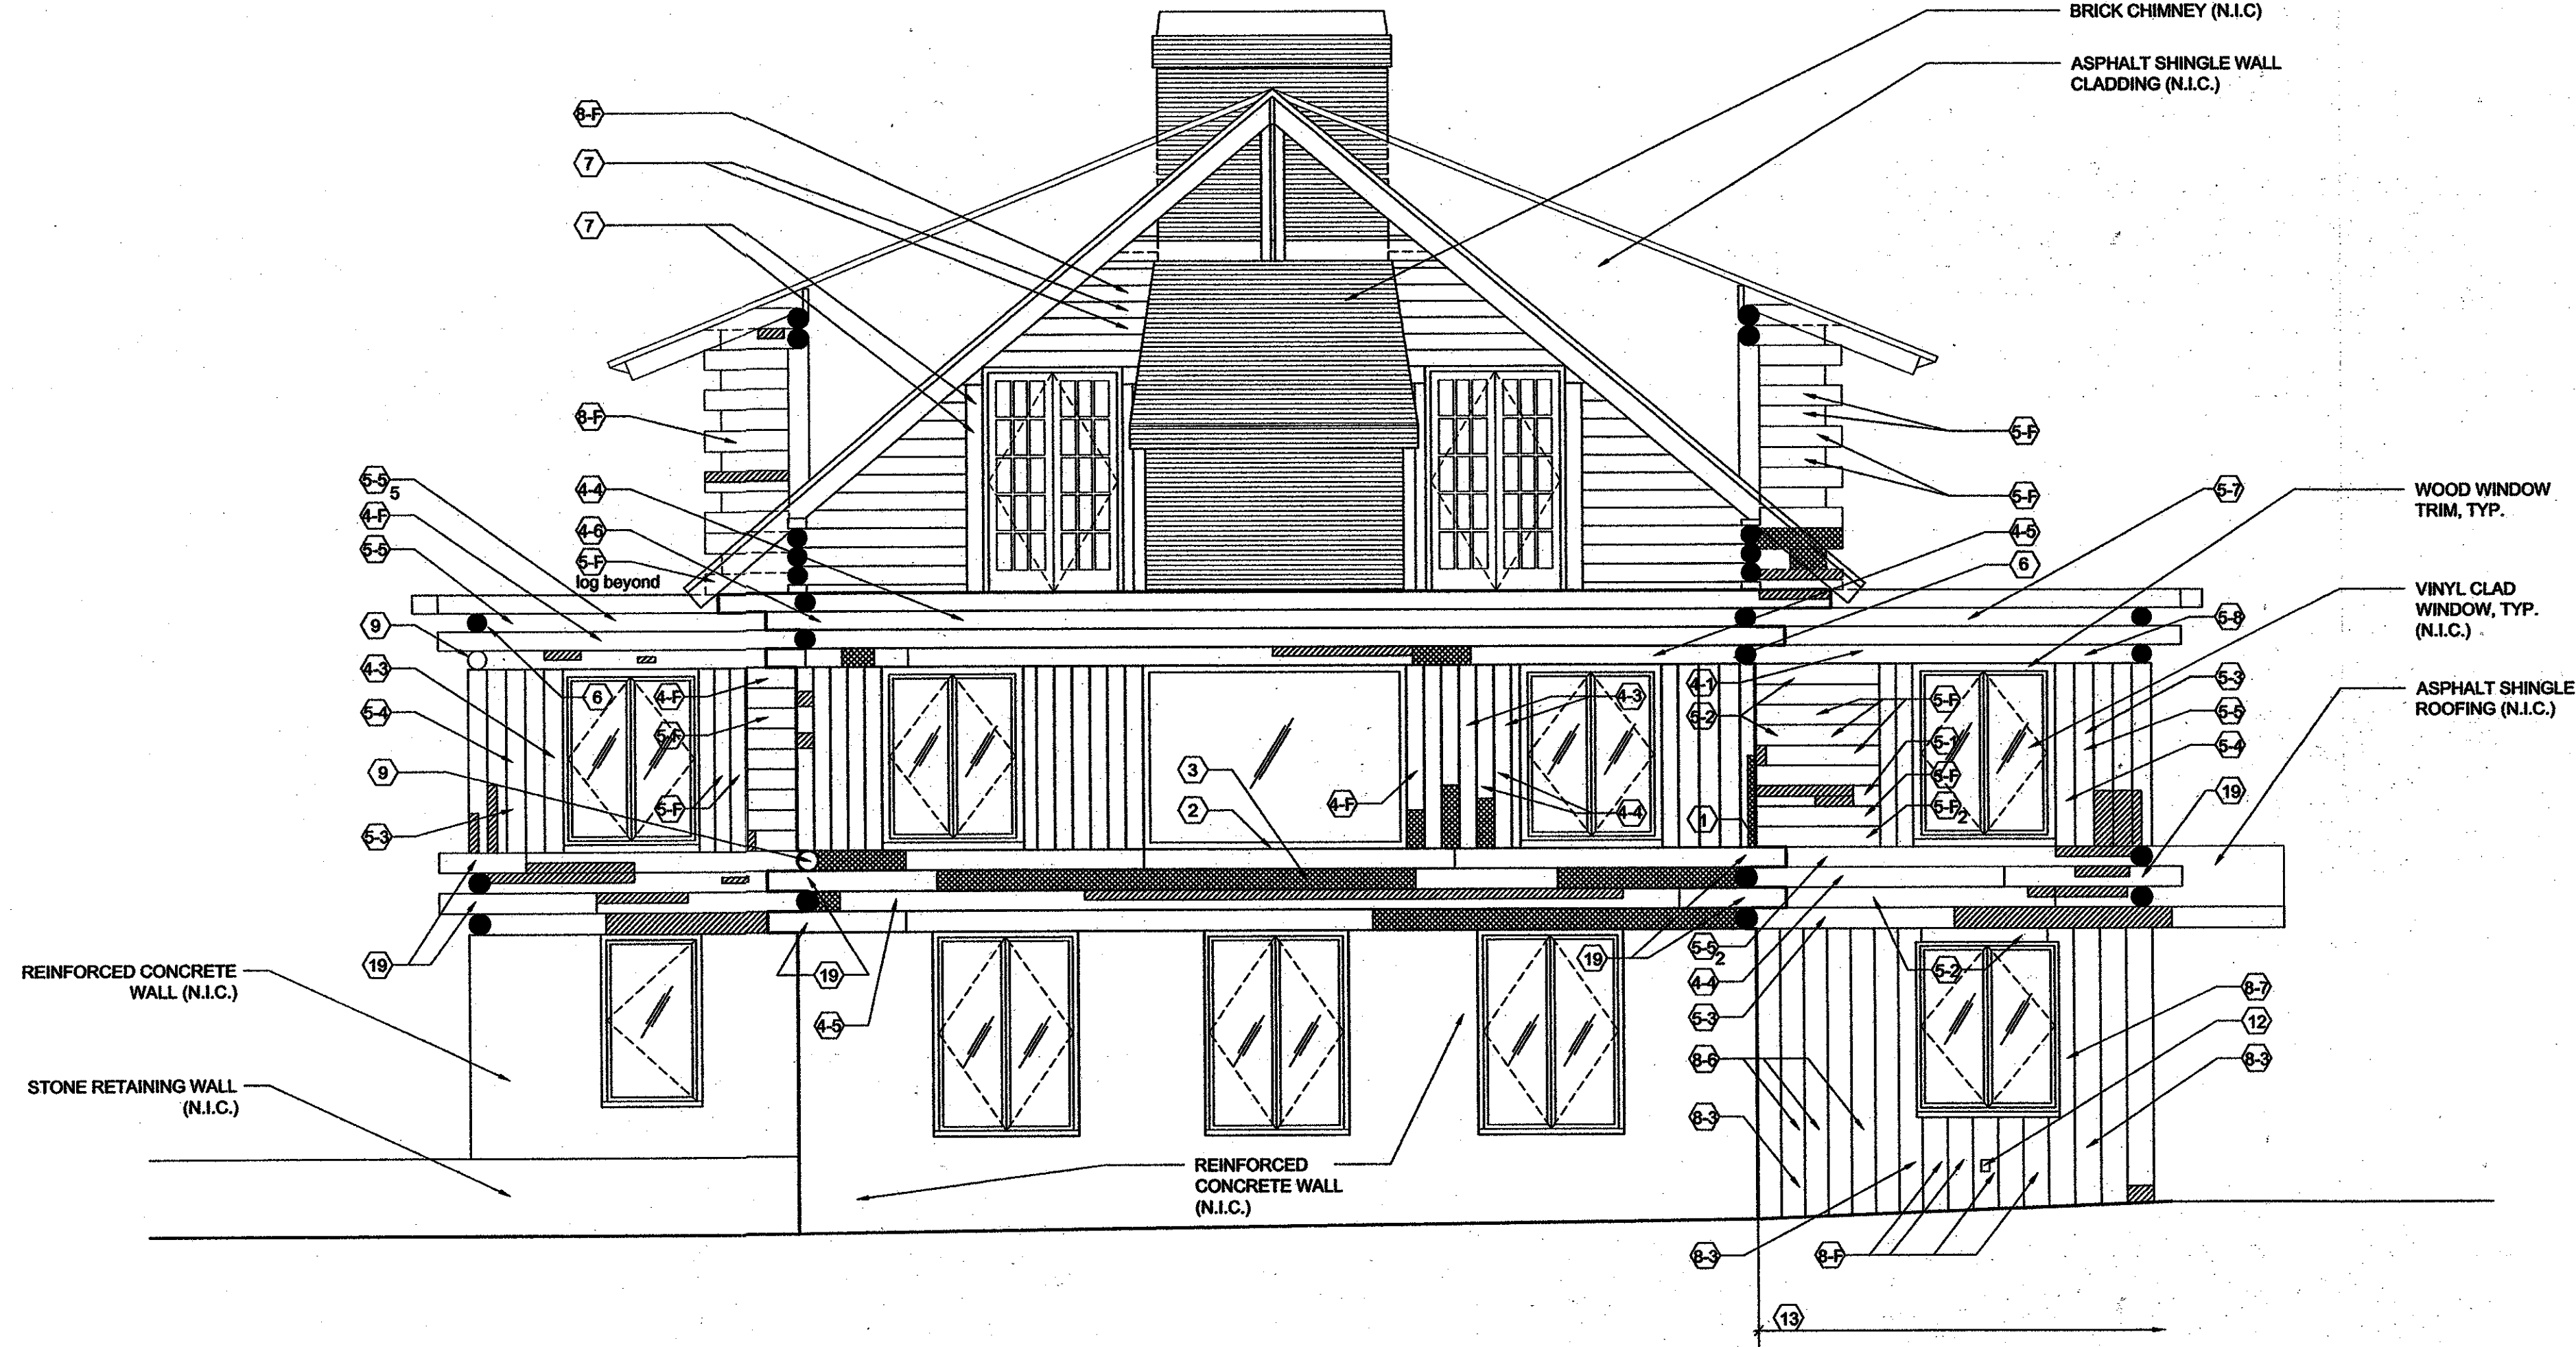 BRICK CHIMNEY (N.I.C)
ASPHALT SHINGLE WALL
CLADDING (N.I.C.)
8-F
7
7
8-F
5-F
5-F
5-5
5
4-F
5-5
4-4
4-6
5-F
log beyond
5-7
4-5
6
WOOD WINDOW
TRIM, TYP.
VINYL CLAD
WINDOW, TYP.
(N.I.C.)
5-8
9
4-3
5-4
9
5-3
6
4-F
5-F
5-F
3
2
4-F
4-3
4-4
4-1
5-2
1
5-F
5-1
5-F
5-F
2
5-3
5-5
5-4
19
ASPHALT SHINGLE
ROOFING (N.I.C.)
19
19
4-5
19
5-5
2
4-4
5-3
5-2
REINFORCED CONCRETE
WALL (N.I.C.)
STONE RETAINING WALL
(N.I.C.)
REINFORCED
CONCRETE WALL
(N.I.C.)
8-6
8-3
8-7
12
8-3
8-3
8-F
13